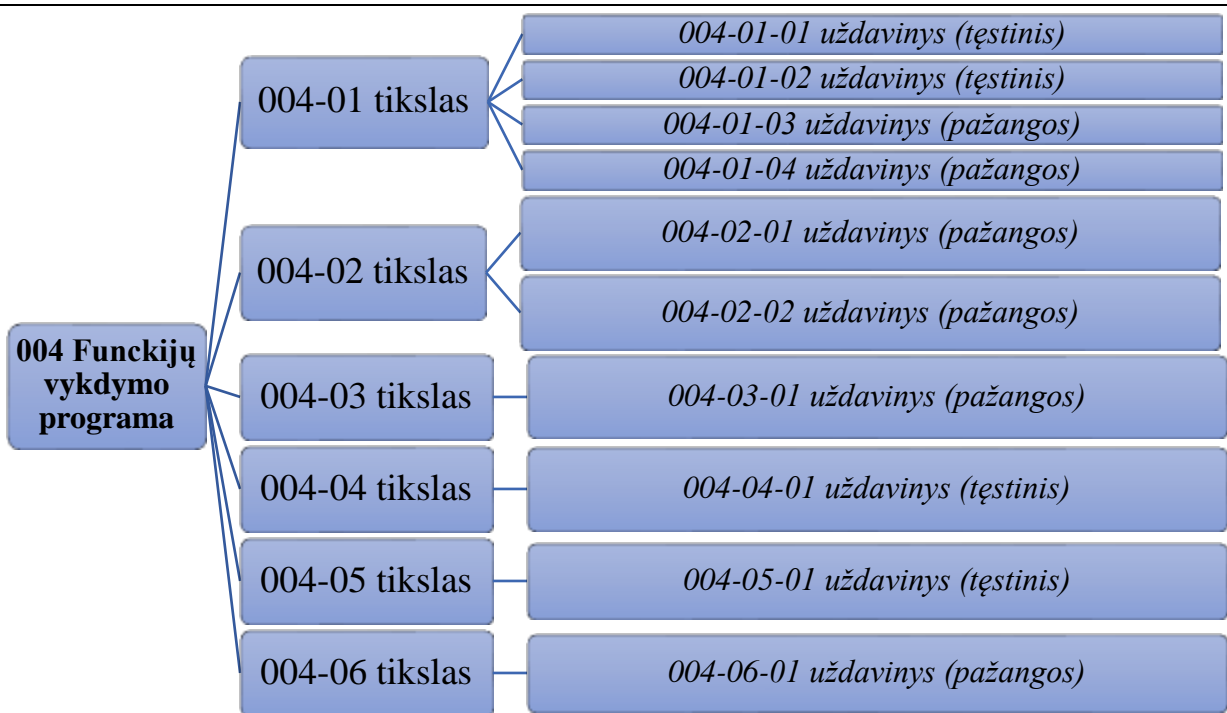 004 Funckijų
vykdymo
programa
004-01 tikslas
004-01-01 uždavinys (tęstinis)
004-01-02 uždavinys (tęstinis)
004-01-03 uždavinys (pažangos)
004-01-04 uždavinys (pažangos)
004-02 tikslas
004-02-01 uždavinys (pažangos)
004-02-02 uždavinys (pažangos)
004-03 tikslas
004-03-01 uždavinys (pažangos)
004-04 tikslas
004-04-01 uždavinys (tęstinis)
004-05 tikslas
004-05-01 uždavinys (tęstinis)
004-06 tikslas
004-06-01 uždavinys (pažangos)